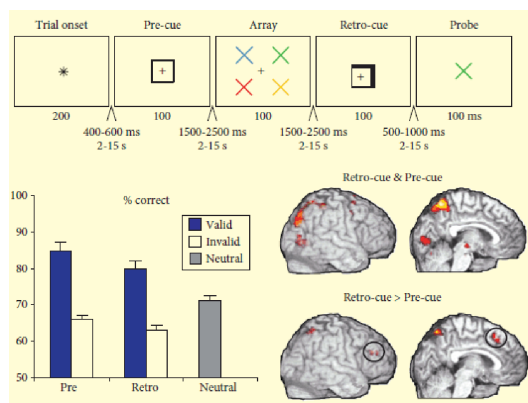 Trial onset
Pre-cue
Array
Retro-cue
Probe
200
100
100
100
100 ms
400-600 ms
1500-2500 ms
1500-2500 ms
500-1000 ms
2-15 s
2-15 s
2-15 s
2-15 s
% correct
Valid
Invalid
Neutral
90
80
70
60
50
Pre
Retro
Neutral
Retro-cue & Pre-cue
Retro-cue > Pre-cue